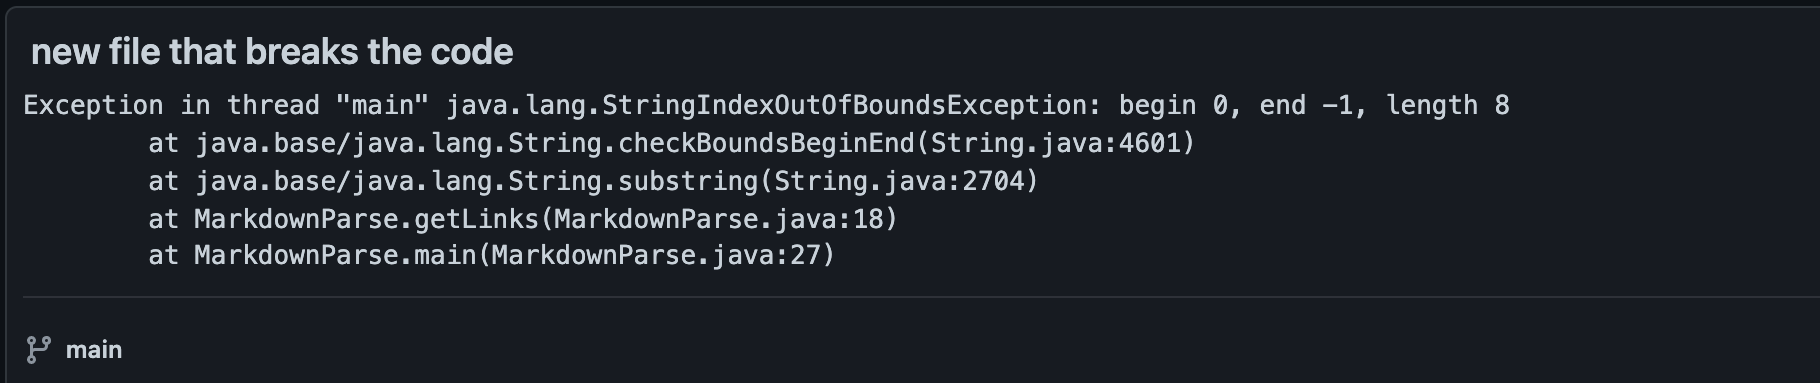 new file that breaks the code
Exception in thread "main" java.lang.StringIndexOutOfBoundsException: begin 0, end -1, length 8
at java.base/java.lang.String.checkBoundsBeginEnd(String.java:4601)
at java.base/java.lang.String.substring(String.java:2704)
at MarkdownParse.getLinks(MarkdownParse.java:18)
at MarkdownParse.main(MarkdownParse.java:27)
main